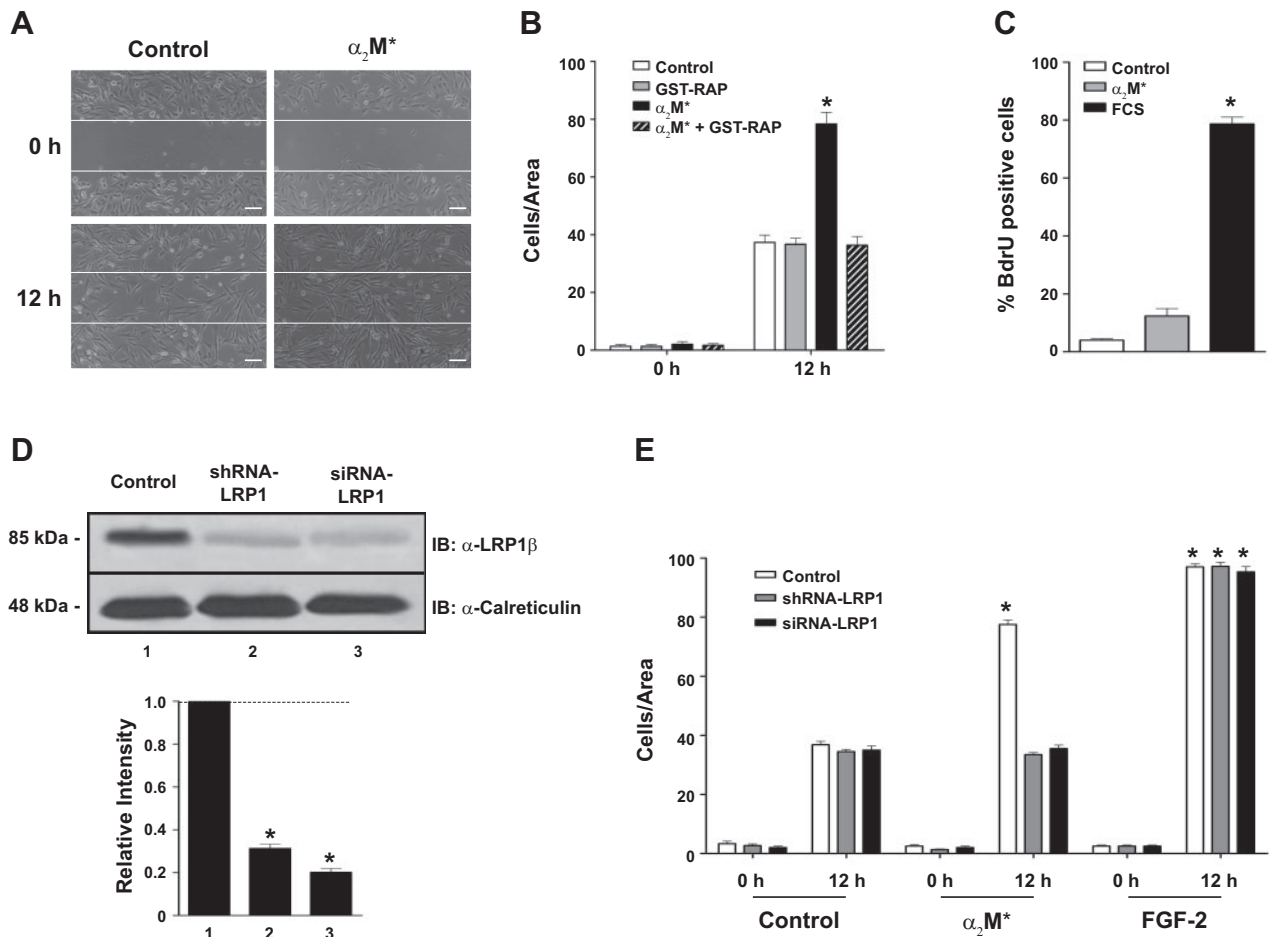 A
Control
α₂M*
0 h
12 h
B
100
80
60
40
20
0
Cells/Area
Control
GST-RAP
α₂M*
α₂M* + GST-RAP
*
0 h
12 h
C
100
80
60
40
20
0
% BdrU positive cells
Control
α₂M*
FCS
*
D
Control
shRNA-
LRP1
siRNA-
LRP1
85 kDa -
IB: α-LRP1β
48 kDa -
IB: α-Calreticulin
1 2 3
1.0
0.8
0.6
0.4
0.2
0.0
Relative Intensity
* *
1 2 3
E
100
80
60
40
20
0
Cells/Area
Control
shRNA-LRP1
siRNA-LRP1
*
* * *
0 h 12 h 0 h 12 h 0 h 12 h
Control α₂M* FGF-2